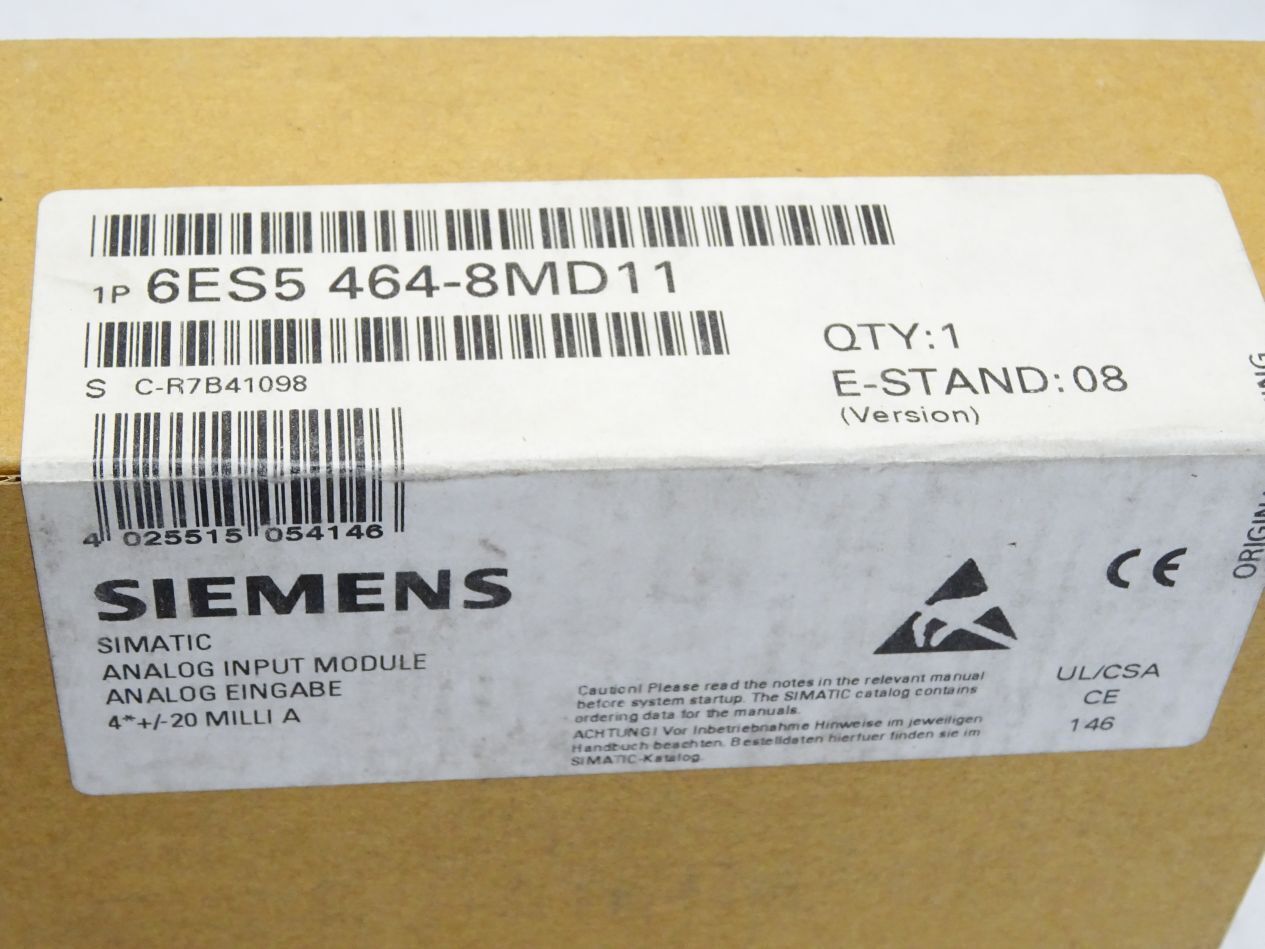 1P 6ES5 464-8MD11
S C-R7B41098
QTY:1
E-STAND:08
(Version)
4 025515 054146
SIEMENS
SIMATIC
ANALOG INPUT MODULE
ANALOG EINGABE
4*+/-20 MILLI A
Caution! Please read the notes in the relevant manual
before system startup. The SIMATIC catalog contains
ordering data for the manuals.
ACHTUNG! Vor Inbetriebnahme Hinweise im jeweiligen
Handbuch beachten. Bestelldaten hierfuer finden sie im
SIMATIC-Katalog.
CE
UL/CSA
CE
146